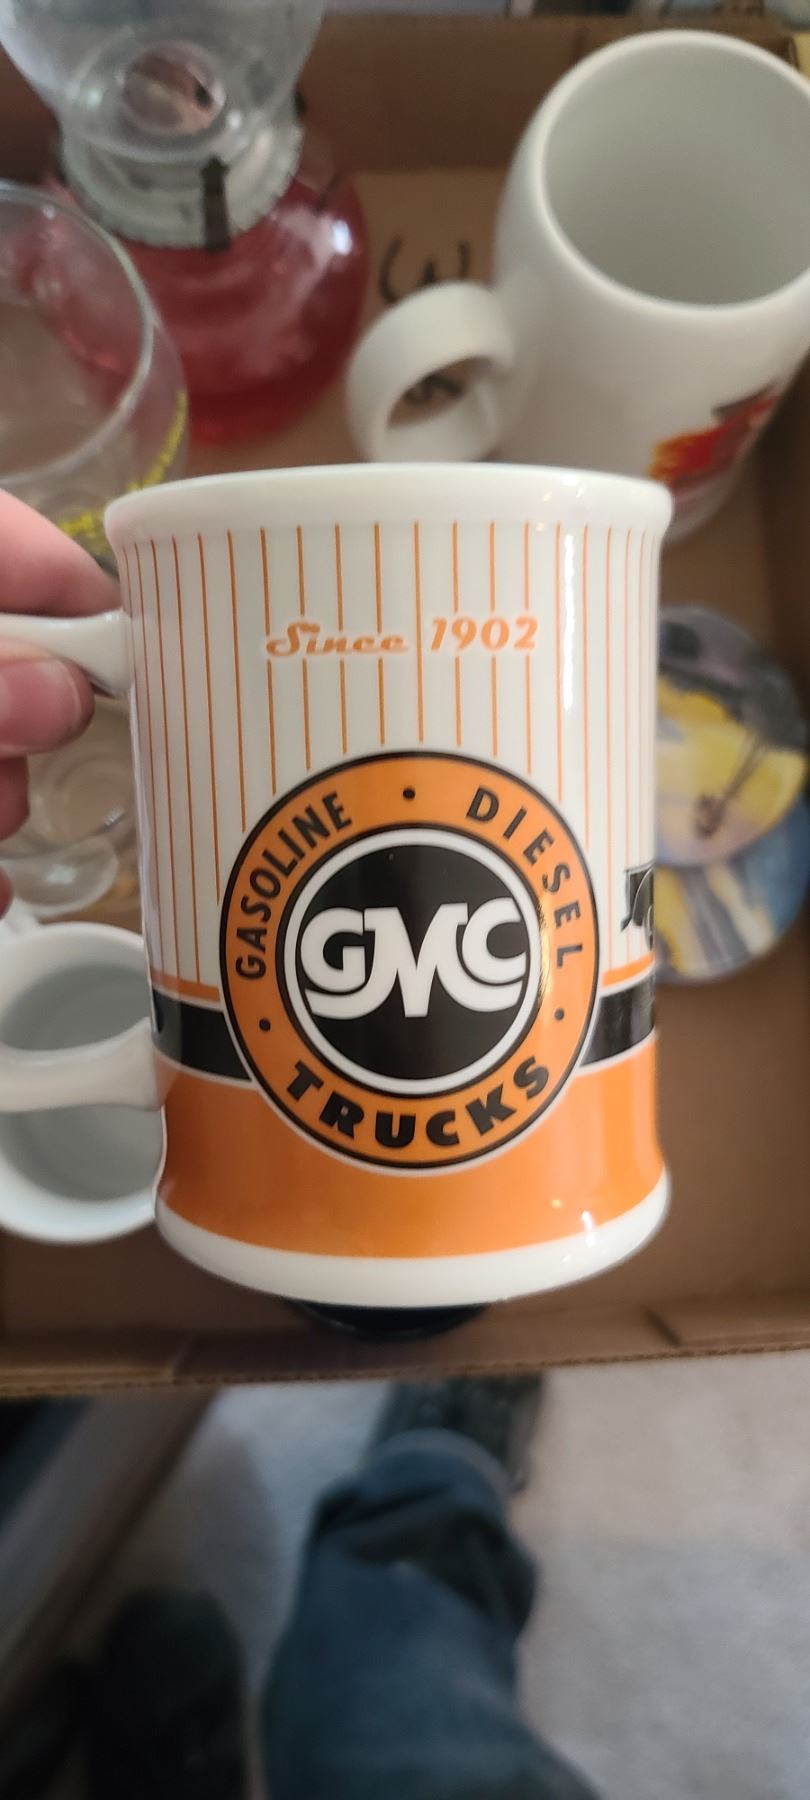 Since 1902
GASOLINE • DIESEL
GMC
• TRUCKS •